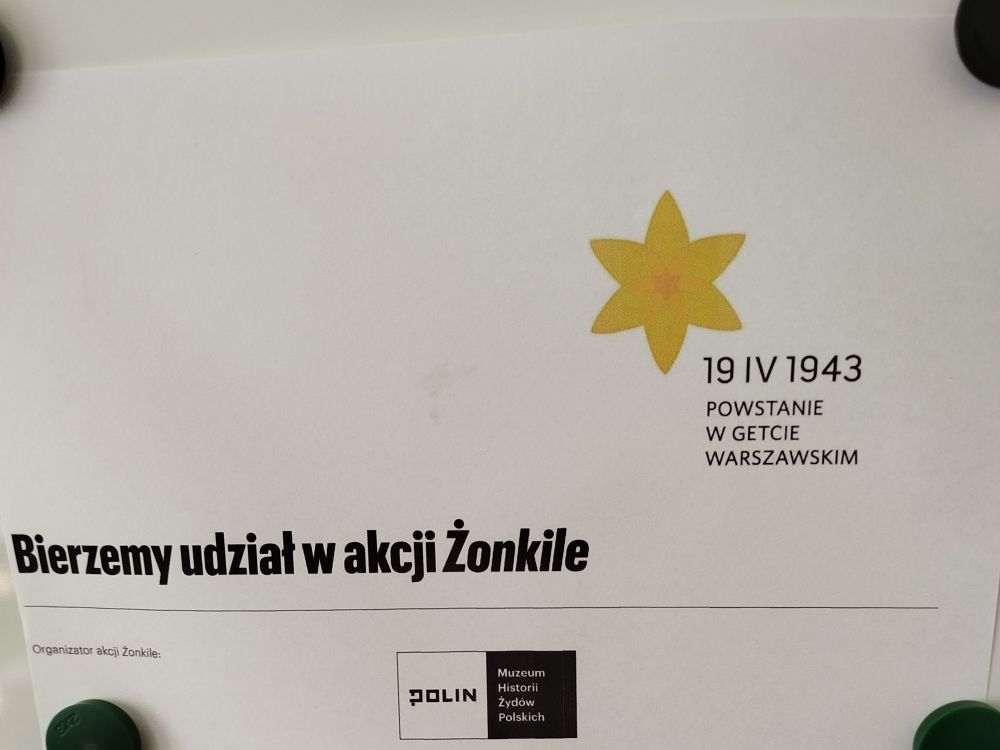 19 IV 1943
POWSTANIE
W GETCIE
WARSZAWSKIM
Bierzemy udział w akcji Żonkile
Organizator akcji Żonkile:
POLIN
Muzeum
Historii
Żydów
Polskich